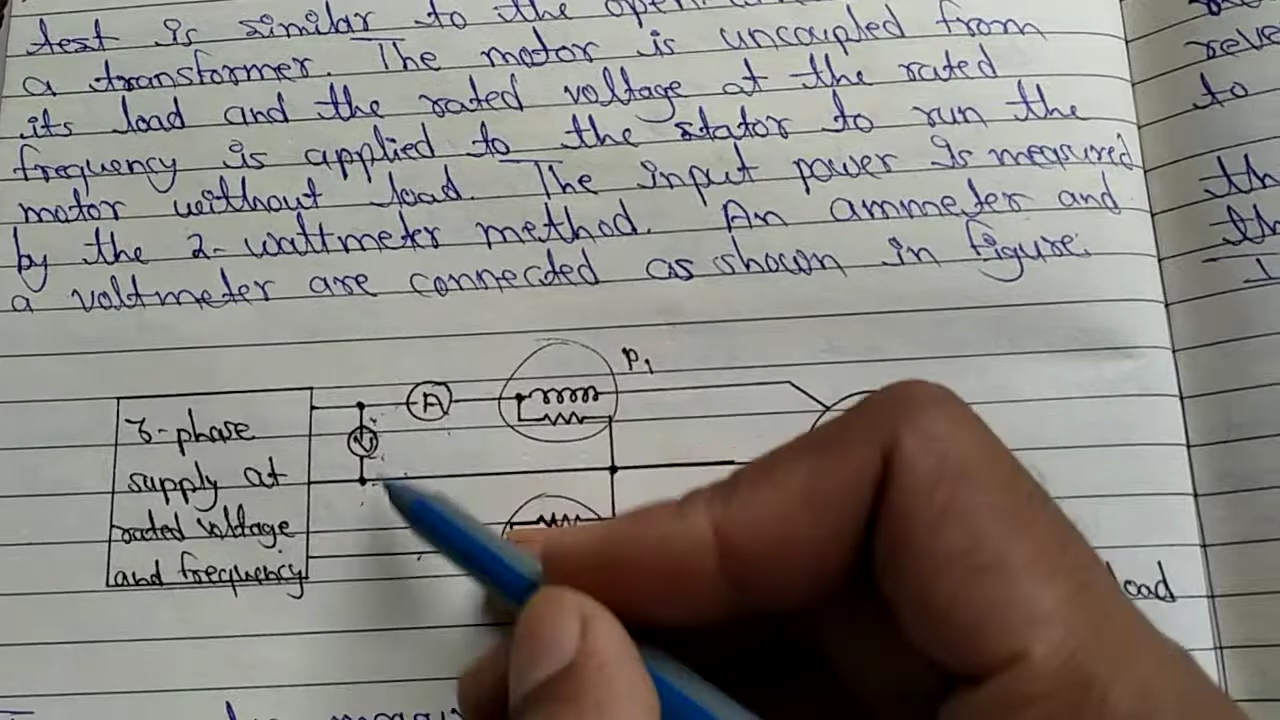 test is similar to the open
a transformer. The motor is uncoupled from
its load and the rated voltage at the rated
frequency is applied to the stator to run the
motor without load. The input power is measured
by the 2-wattmeter method. An ammeter and
a voltmeter are connected as shown in figure.
reve
to
th
th
P1
A
V
3-phase
supply at
rated voltage
and frequency
load